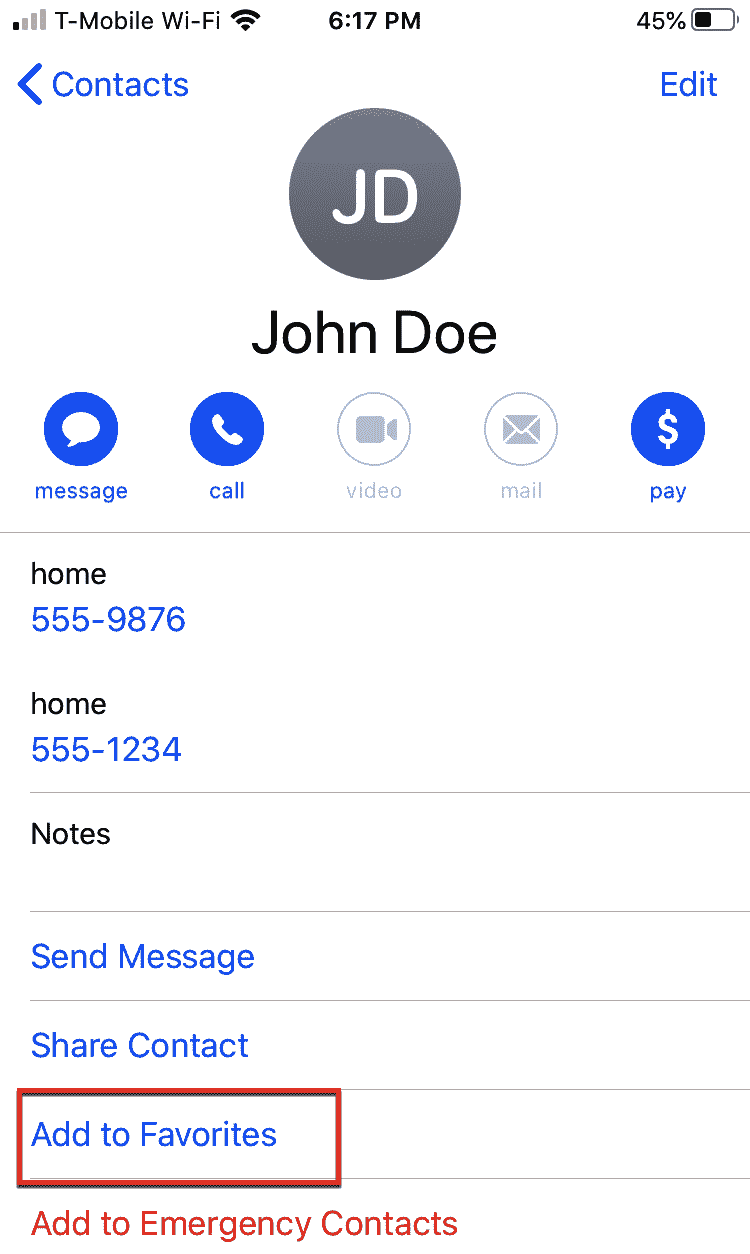 T-Mobile Wi-Fi 6:17 PM 45%
Contacts Edit
JD
John Doe
message call video mail pay
home
555-9876
home
555-1234
Notes
Send Message
Share Contact
Add to Favorites
Add to Emergency Contacts